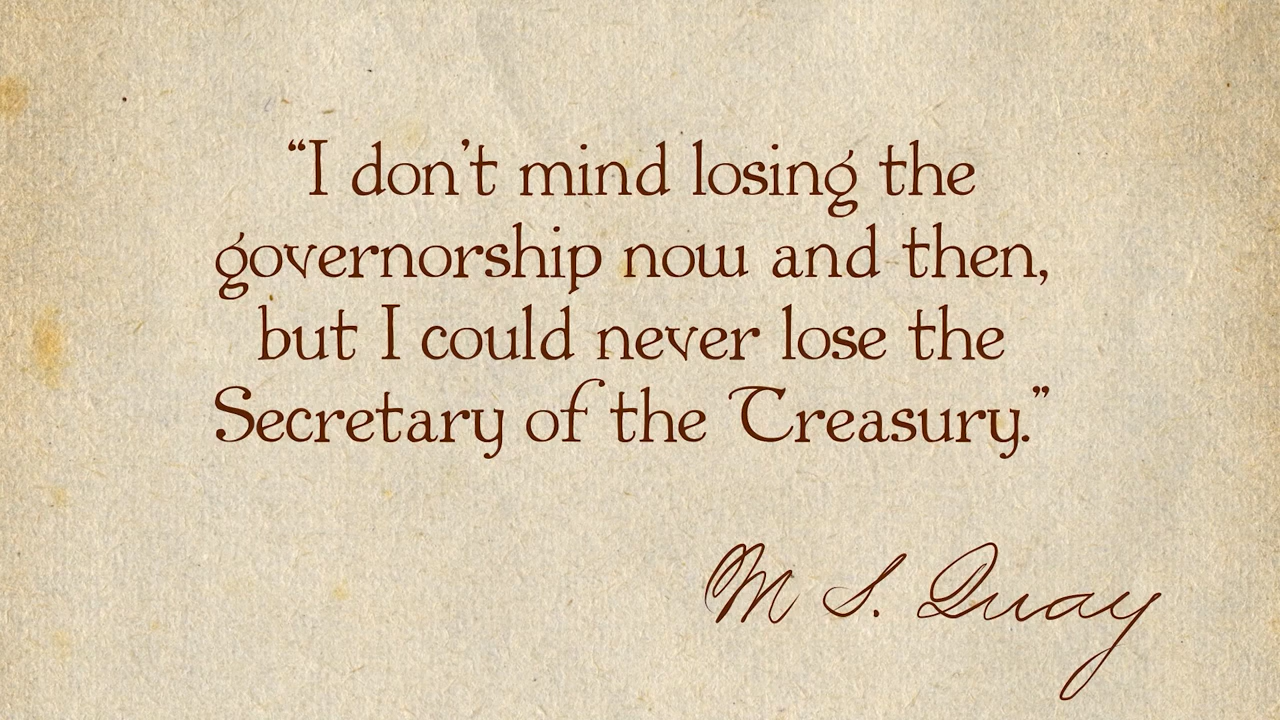 “I don’t mind losing the
governorship now and then,
but I could never lose the
Secretary of the Treasury.”
M S. Quay